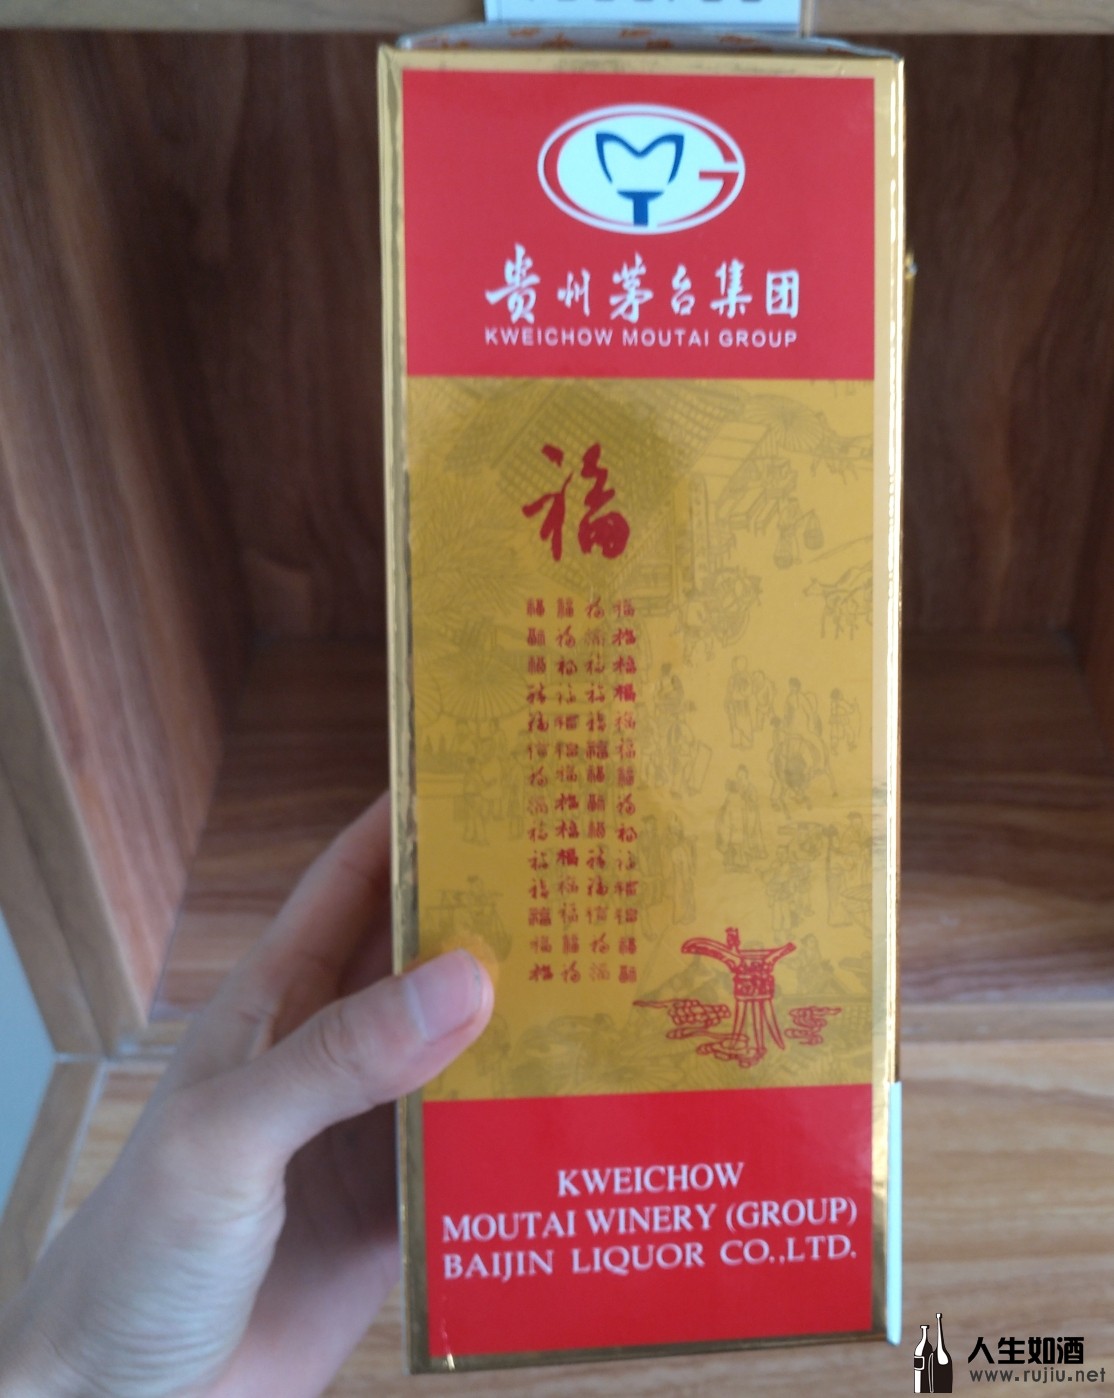 贵州茅台集团
KWEICHOW MOUTAI GROUP
福
KWEICHOW
MOUTAI WINERY (GROUP)
BAIJIN LIQUOR CO.,LTD.
人生如酒
www.rujiu.net